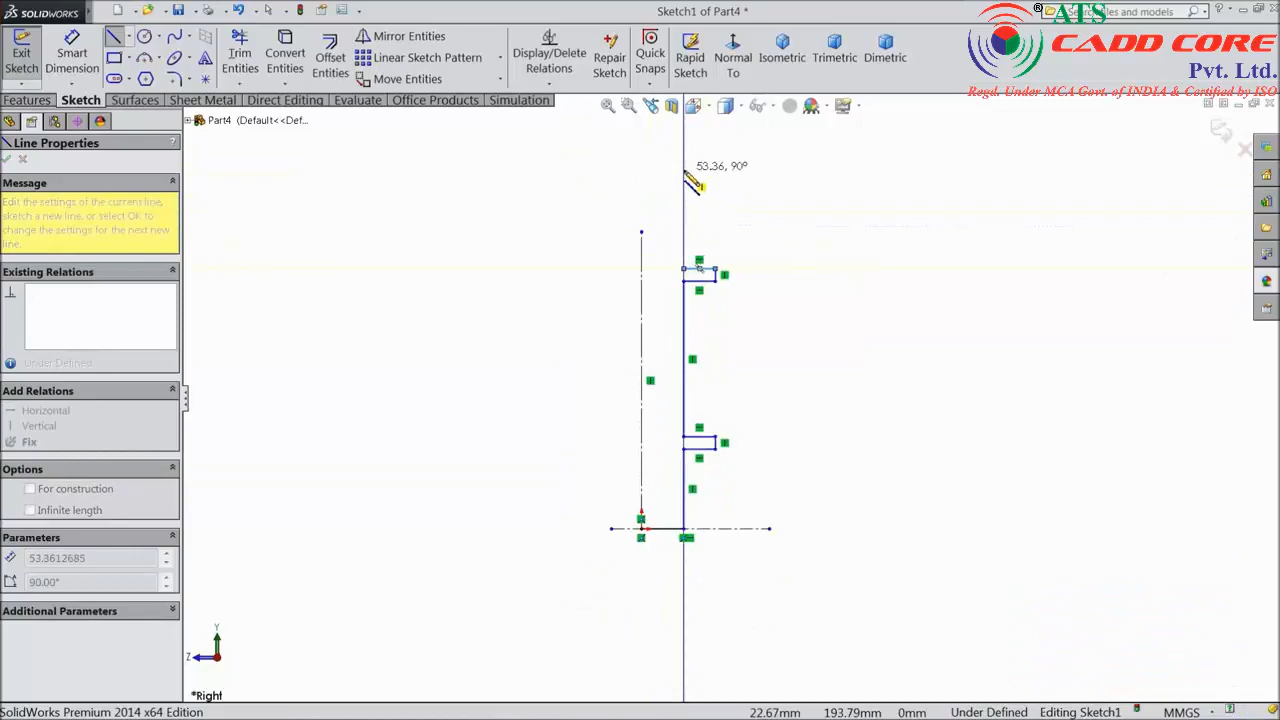 SOLIDWORKS
Sketch1 of Part4 *
Search files and models
®
ATS
CADD CORE
Pvt. Ltd.
Regd. Under MCA Govt. of INDIA & Certified by ISO
Exit Sketch
Smart Dimension
Trim Entities
Convert Entities
Offset Entities
Mirror Entities
Linear Sketch Pattern
Move Entities
Display/Delete Relations
Repair Sketch
Quick Snaps
Rapid Sketch
Normal To
Isometric
Trimetric
Dimetric
Features
Sketch
Surfaces
Sheet Metal
Direct Editing
Evaluate
Office Products
Simulation
Part4 (Default<<Def...
Line Properties
?
Message
Edit the settings of the current line,
sketch a new line, or select OK to
change the settings for the next new
line.
Existing Relations
Under Defined
Add Relations
Horizontal
Vertical
Fix
Options
For construction
Infinite length
Parameters
53.3612685
90.00°
Additional Parameters
53.36, 90°
Y
Z
*Right
SolidWorks Premium 2014 x64 Edition
22.67mm
193.79mm
0mm
Under Defined
Editing Sketch1
MMGS